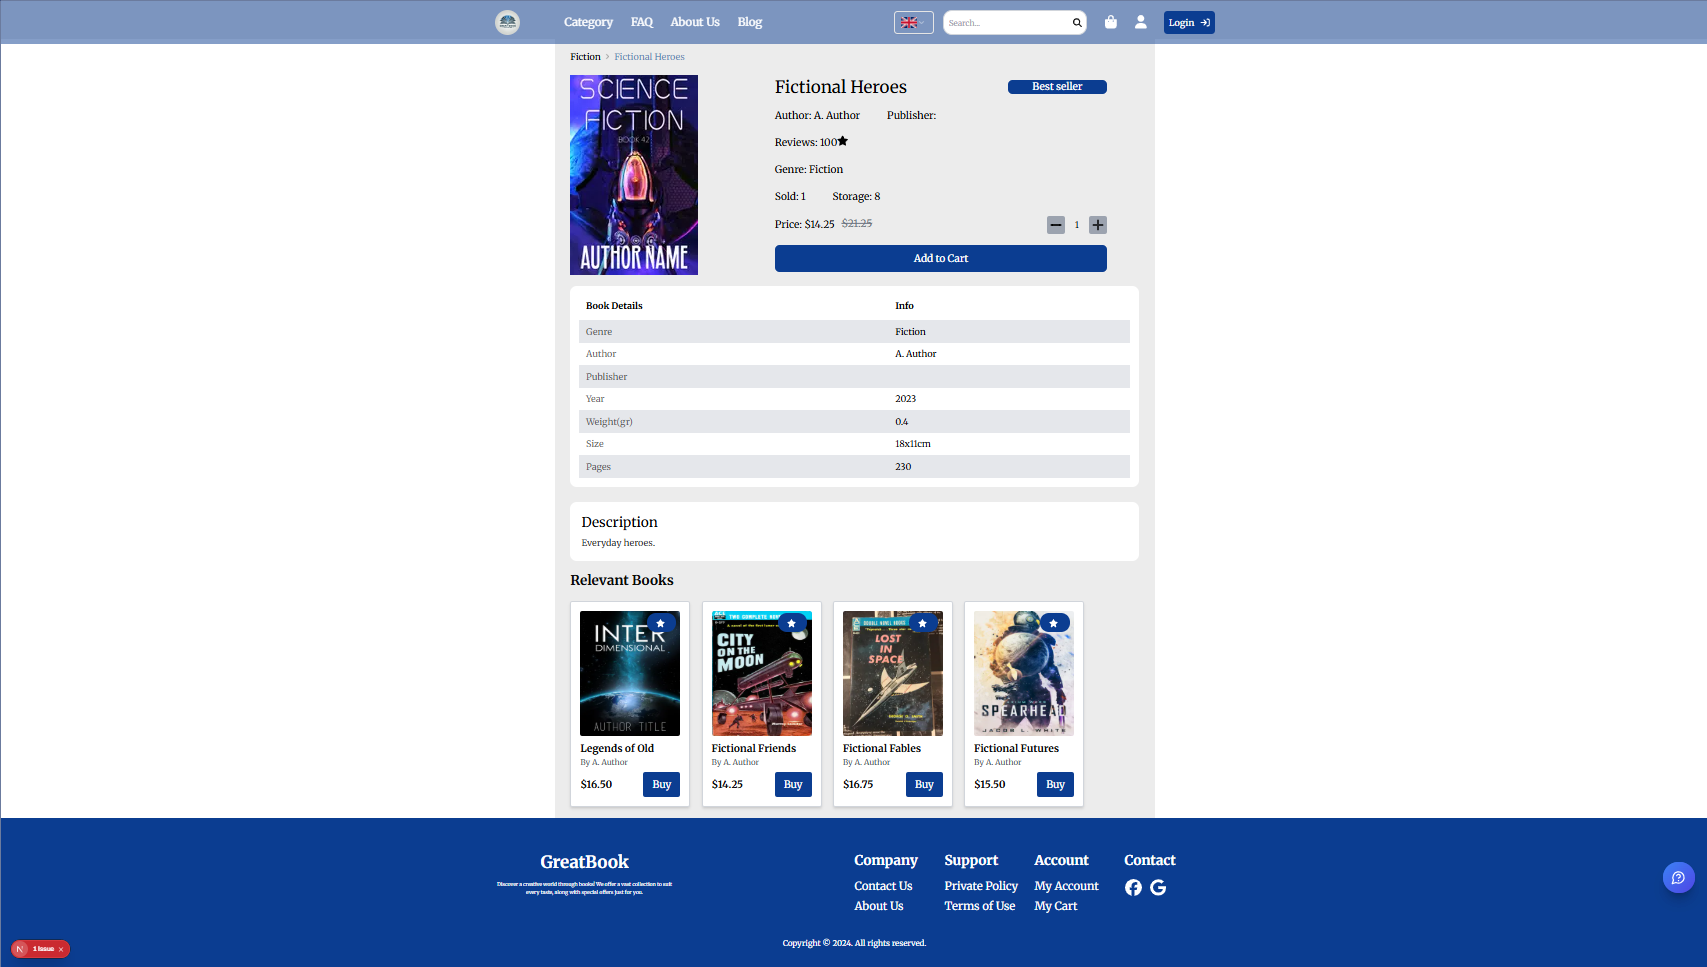 Category FAQ About Us Blog Search... Login
Fiction > Fictional Heroes
SCIENCE
FICTION
BOOK 42
AUTHOR NAME
Fictional Heroes Best seller
Author: A. Author Publisher:
Reviews: 100
Genre: Fiction
Sold: 1 Storage: 8
Price: $14.25 $21.25 1
Add to Cart
Book Details Info
Genre Fiction
Author A. Author
Publisher
Year 2023
Weight(gr) 0.4
Size 18x11cm
Pages 230
Description
Everyday heroes.
Relevant Books
INTER
DIMENSIONAL
AUTHOR TITLE
Legends of Old
By A. Author
$16.50 Buy
CITY
ON THE
MOON
Fictional Friends
By A. Author
$14.25 Buy
LOST
IN
SPACE
Fictional Fables
By A. Author
$16.75 Buy
SPEARHEAD
JACOB L. WHITE
Fictional Futures
By A. Author
$15.50 Buy
GreatBook
Discover a creative world through books! We offer a vast collection to suit
every taste, along with special offers just for you.
Company
Contact Us
About Us
Support
Private Policy
Terms of Use
Account
My Account
My Cart
Contact
Copyright © 2024. All rights reserved.
N 1 Issue x